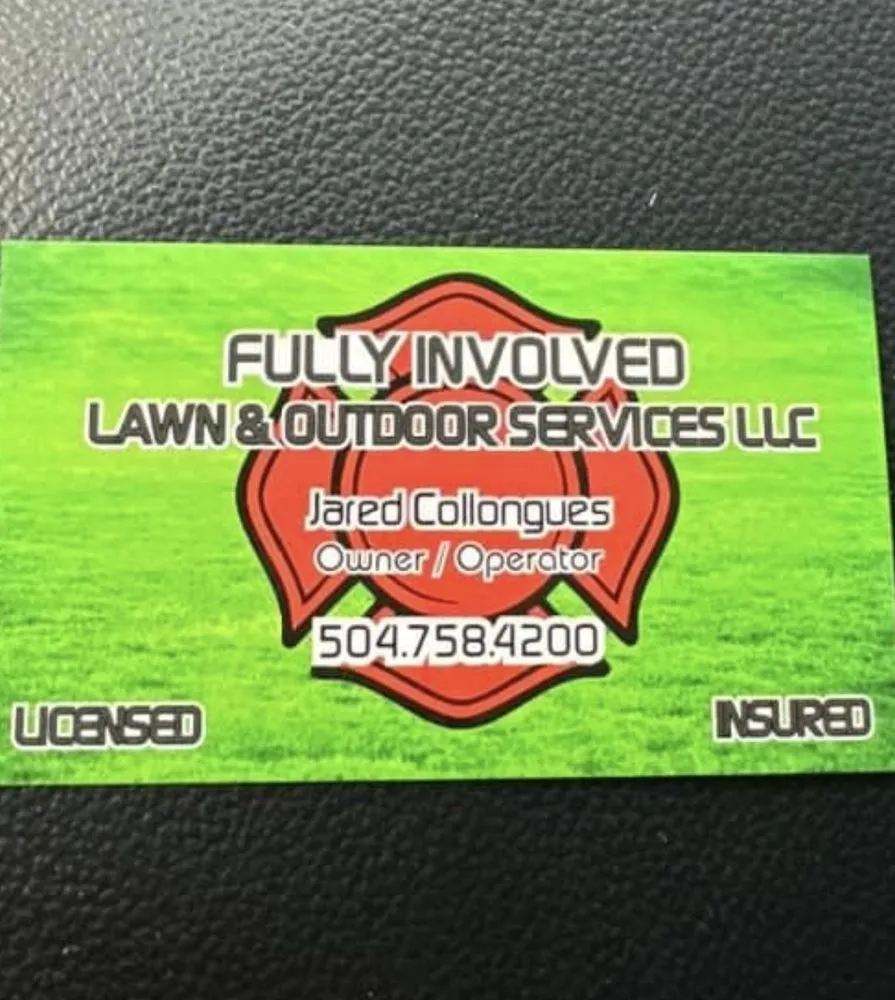 FULLY INVOLVED
LAWN & OUTDOOR SERVICES LLC
Jared Collongues
Owner / Operator
504.758.4200
LICENSED
INSURED